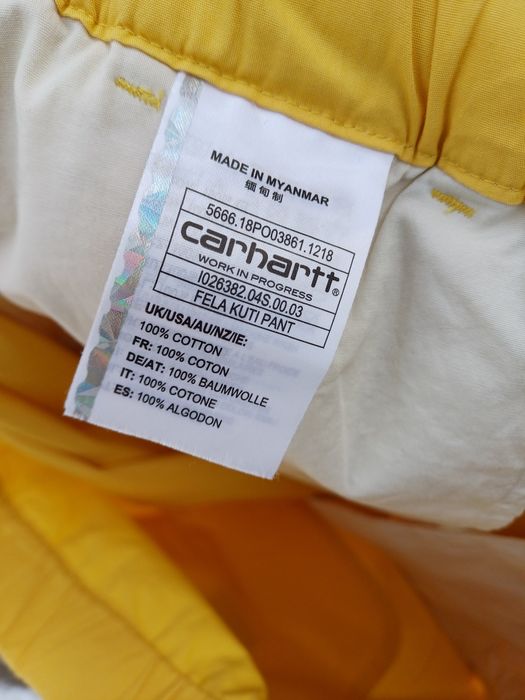 MADE IN MYANMAR
缅甸制
5666.18PO03861.1218
carhartt®
WORK IN PROGRESS
I026382.04S.00.03
FELA KUTI PANT
UK/USA/AU/NZ/IE:
100% COTTON
FR: 100% COTON
DE/AT: 100% BAUMWOLLE
IT: 100% COTONE
ES: 100% ALGODON